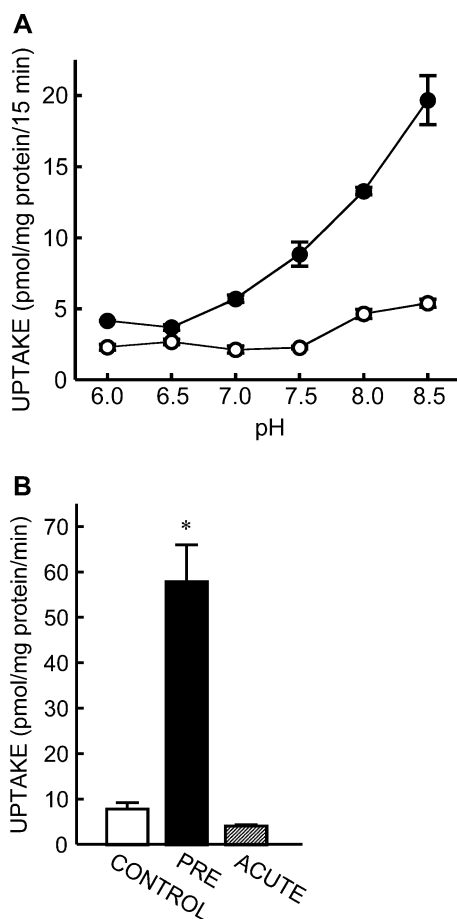 A
UPTAKE (pmol/mg protein/15 min)
20
15
10
5
0
6.0 6.5 7.0 7.5 8.0 8.5
pH
B
UPTAKE (pmol/mg protein/min)
70
60
50
40
30
20
10
0
*
CONTROL PRE ACUTE